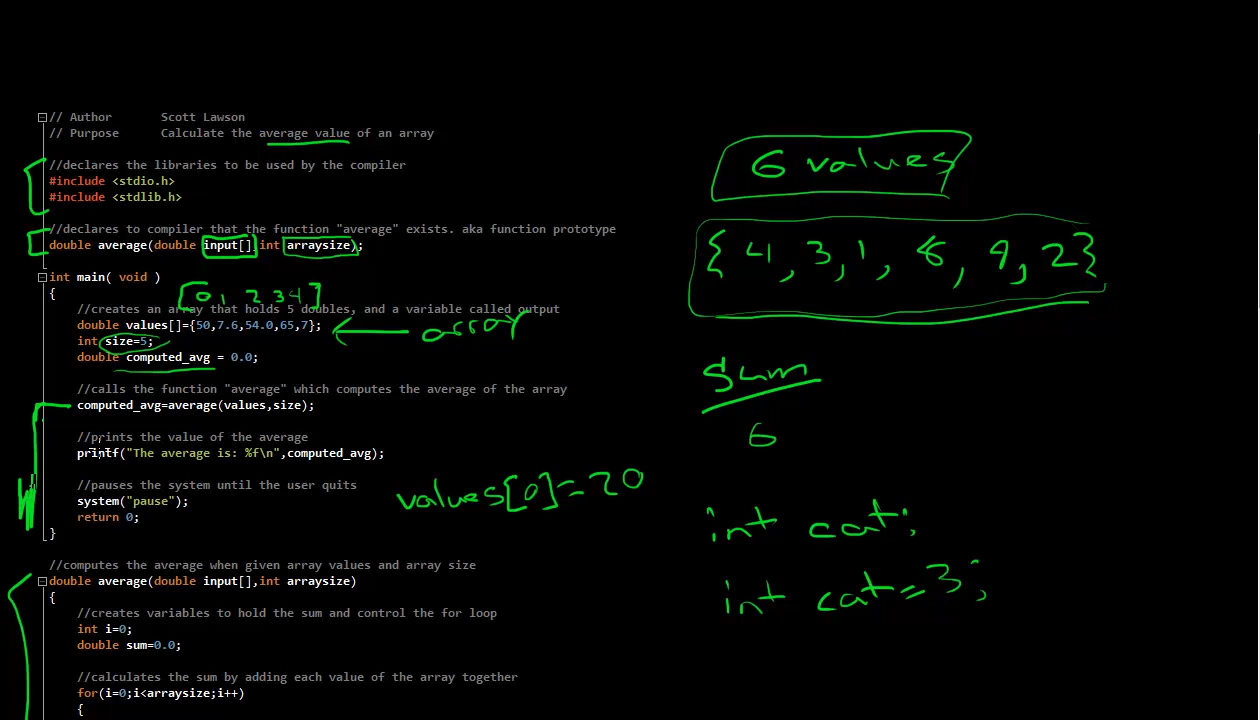 // Author Scott Lawson
// Purpose Calculate the average value of an array
//declares the libraries to be used by the compiler
#include <stdio.h>
#include <stdlib.h>
//declares to compiler that the function "average" exists. aka function prototype
double average(double input[],int arraysize);
int main( void )
{
[0 1 2 3 4]
//creates an array that holds 5 doubles, and a variable called output
double values[]={50,7.6,54.0,65,7};
array
int size=5;
double computed_avg = 0.0;
//calls the function "average" which computes the average of the array
computed_avg=average(values,size);
//prints the value of the average
printf("The average is: %f\n",computed_avg);
//pauses the system until the user quits
system("pause");
return 0;
}
values[0]=20
//computes the average when given array values and array size
double average(double input[],int arraysize)
{
//creates variables to hold the sum and control the for loop
int i=0;
double sum=0.0;
//calculates the sum by adding each value of the array together
for(i=0;i<arraysize;i++)
{
6 values
{4,3,1,6,9,2}
sum
6
int cat;
int cat=3;